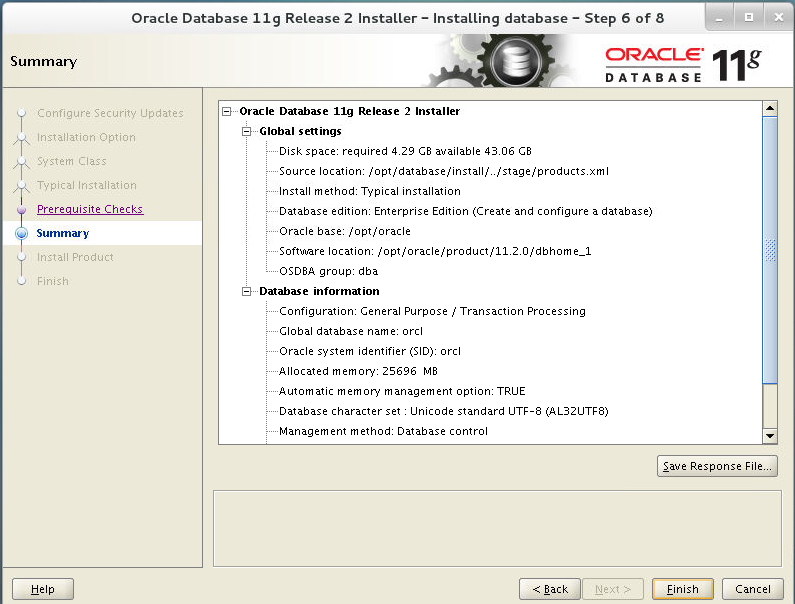 Oracle Database 11g Release 2 Installer - Installing database - Step 6 of 8
Summary
ORACLE
DATABASE
11g
Configure Security Updates
Installation Option
System Class
Typical Installation
Prerequisite Checks
Summary
Install Product
Finish
Oracle Database 11g Release 2 Installer
Global settings
Disk space: required 4.29 GB available 43.06 GB
Source location: /opt/database/install/../stage/products.xml
Install method: Typical installation
Database edition: Enterprise Edition (Create and configure a database)
Oracle base: /opt/oracle
Software location: /opt/oracle/product/11.2.0/dbhome_1
OSDBA group: dba
Database information
Configuration: General Purpose / Transaction Processing
Global database name: orcl
Oracle system identifier (SID): orcl
Allocated memory: 25696  MB
Automatic memory management option: TRUE
Database character set : Unicode standard UTF-8 (AL32UTF8)
Management method: Database control
Save Response File...
Help
< Back
Next >
Finish
Cancel